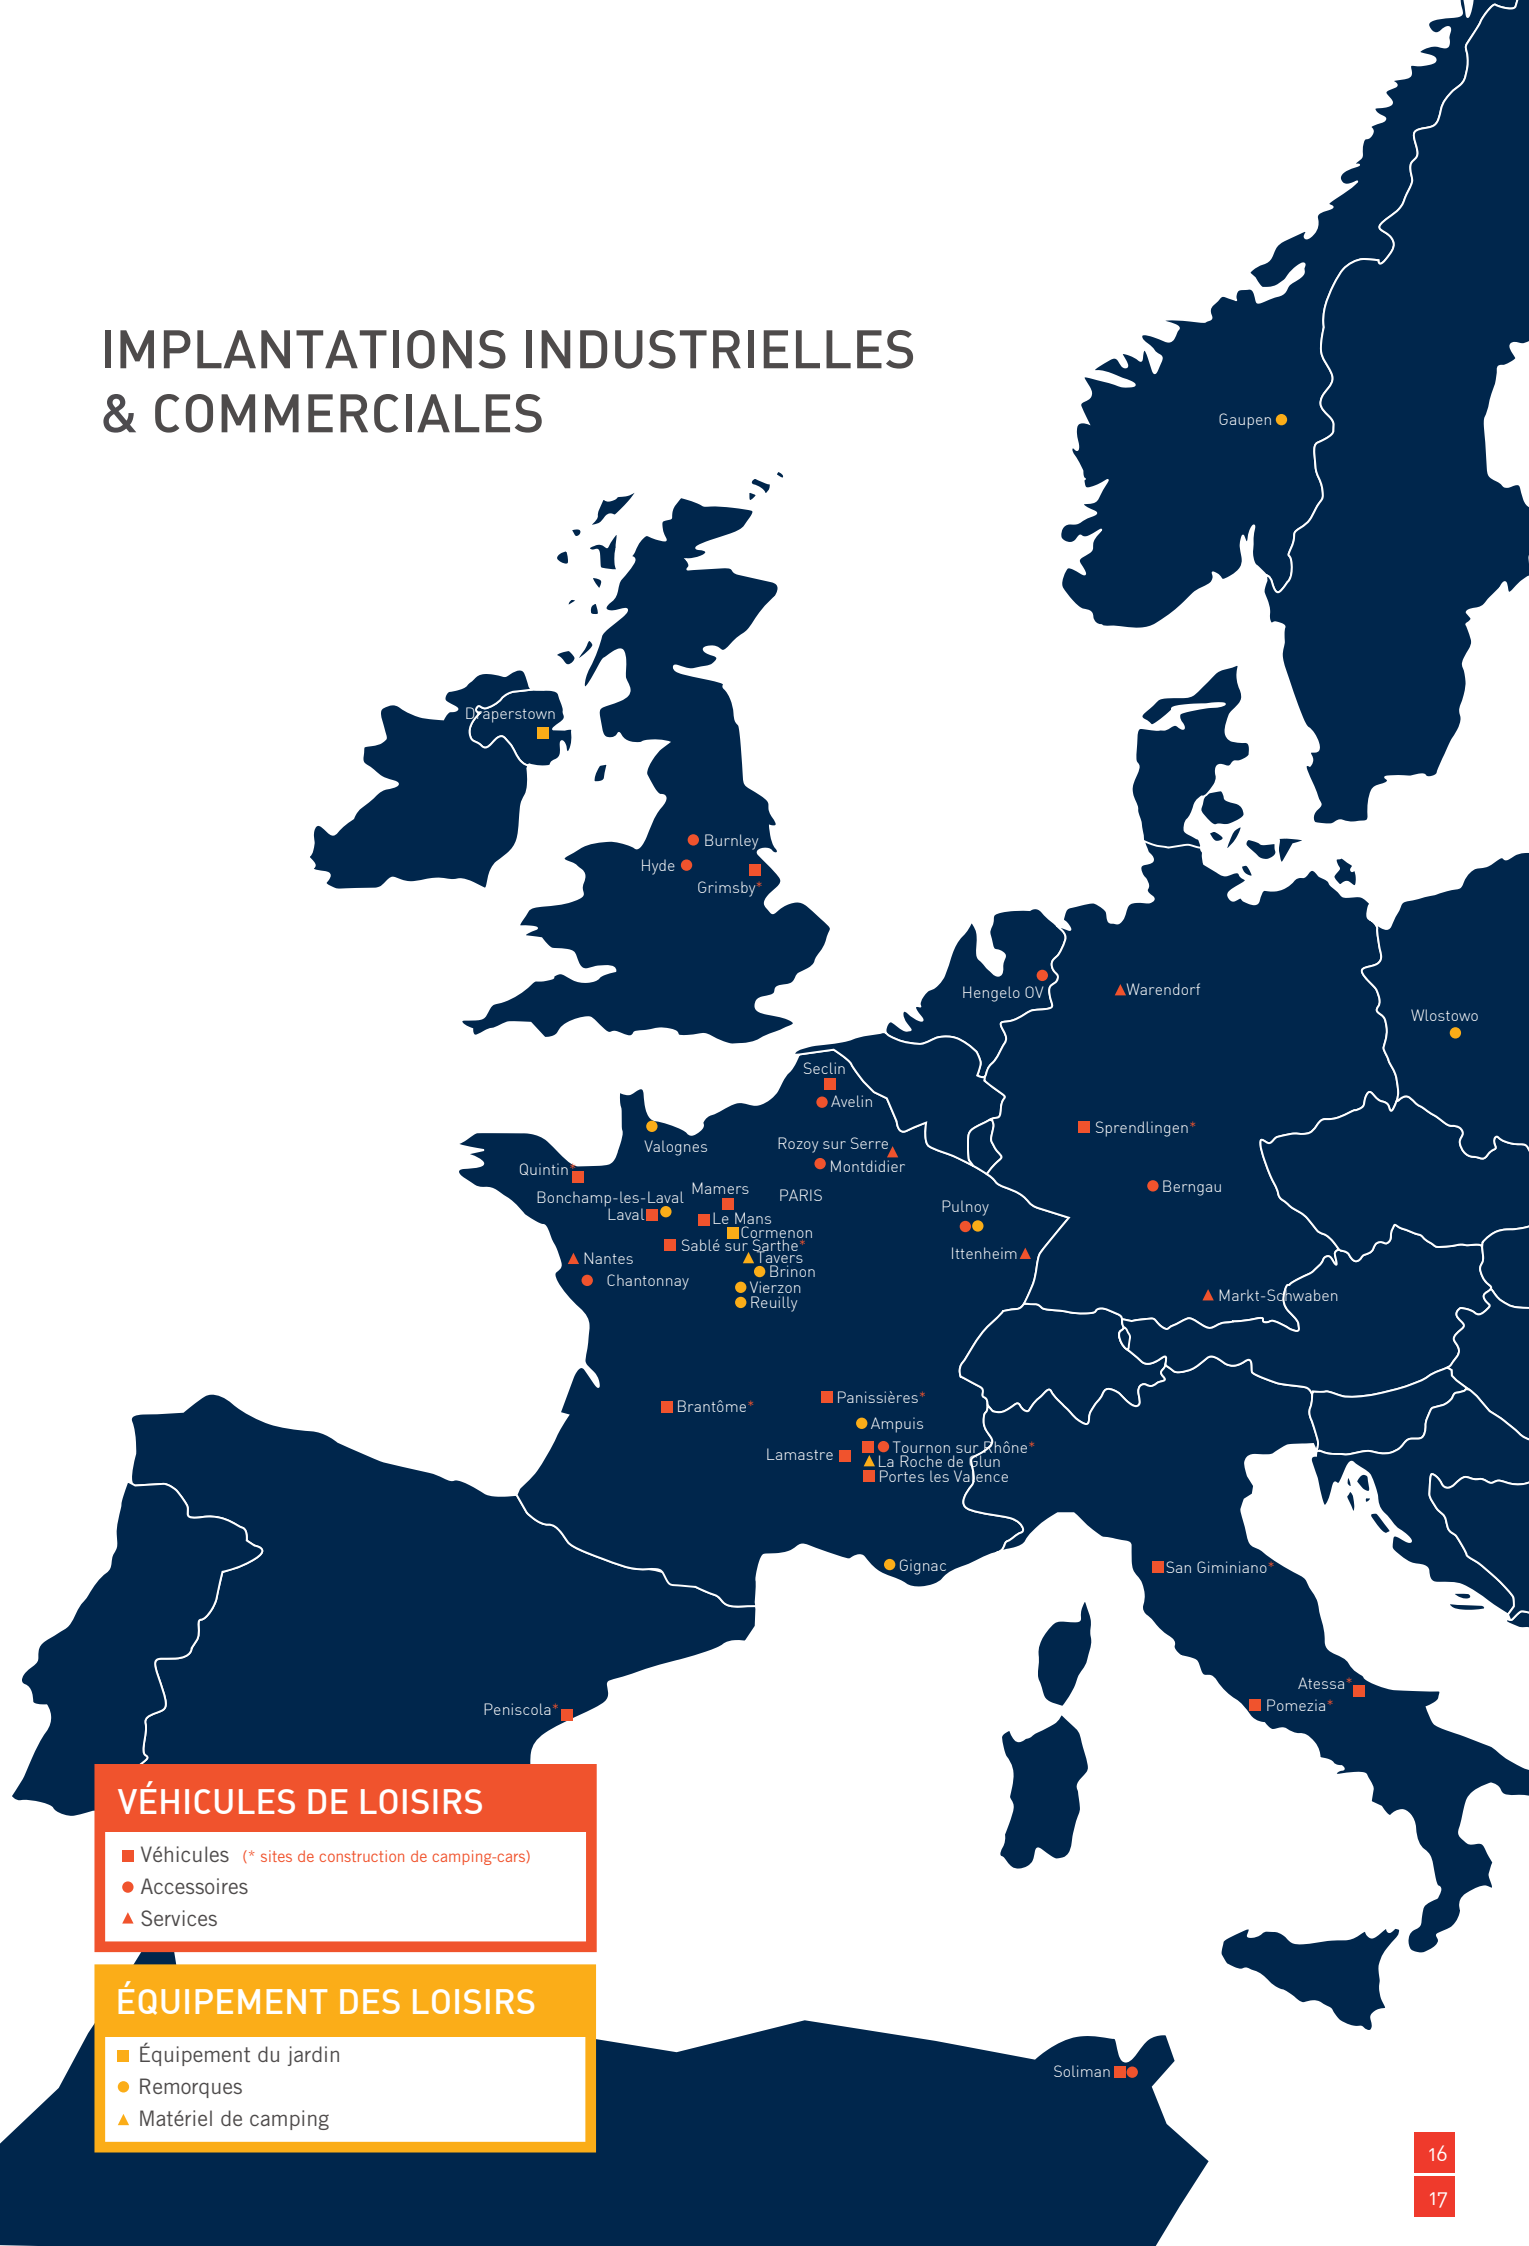 IMPLANTATIONS INDUSTRIELLES
& COMMERCIALES
Gaupen
Draperstown
Burnley
Hyde
Grimsby*
Hengelo OV
Warendorf
Wlostowo
Seclin
Avelin
Sprendlingen*
Valognes
Rozoy sur Serre
Montdidier
Quintin*
Berngau
Mamers
PARIS
Bonchamp-les-Laval
Laval
Pulnoy
Le Mans
Cormenon
Sablé sur Sarthe*
Ittenheim
Nantes
Tavers
Brinon
Chantonnay
Vierzon
Markt-Schwaben
Reuilly
Panissières*
Brantôme*
Ampuis
Tournon sur Rhône*
Lamastre
La Roche de Glun
Portes les Valence
Gignac
San Giminiano*
Atessa*
Pomezia*
Peniscola*
VÉHICULES DE LOISIRS
Véhicules (* sites de construction de camping-cars)
Accessoires
Services
ÉQUIPEMENT DES LOISIRS
Équipement du jardin
Remorques
Matériel de camping
Soliman
16
17